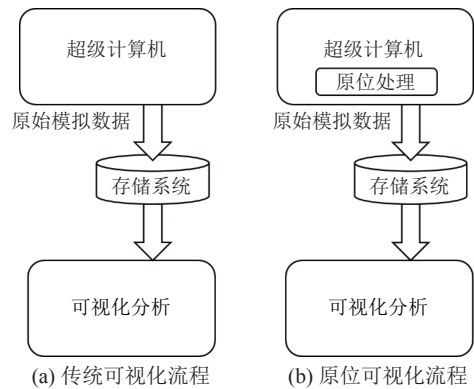 超级计算机
原始模拟数据
存储系统
可视化分析
(a) 传统可视化流程
超级计算机
原位处理
原始模拟数据
存储系统
可视化分析
(b) 原位可视化流程